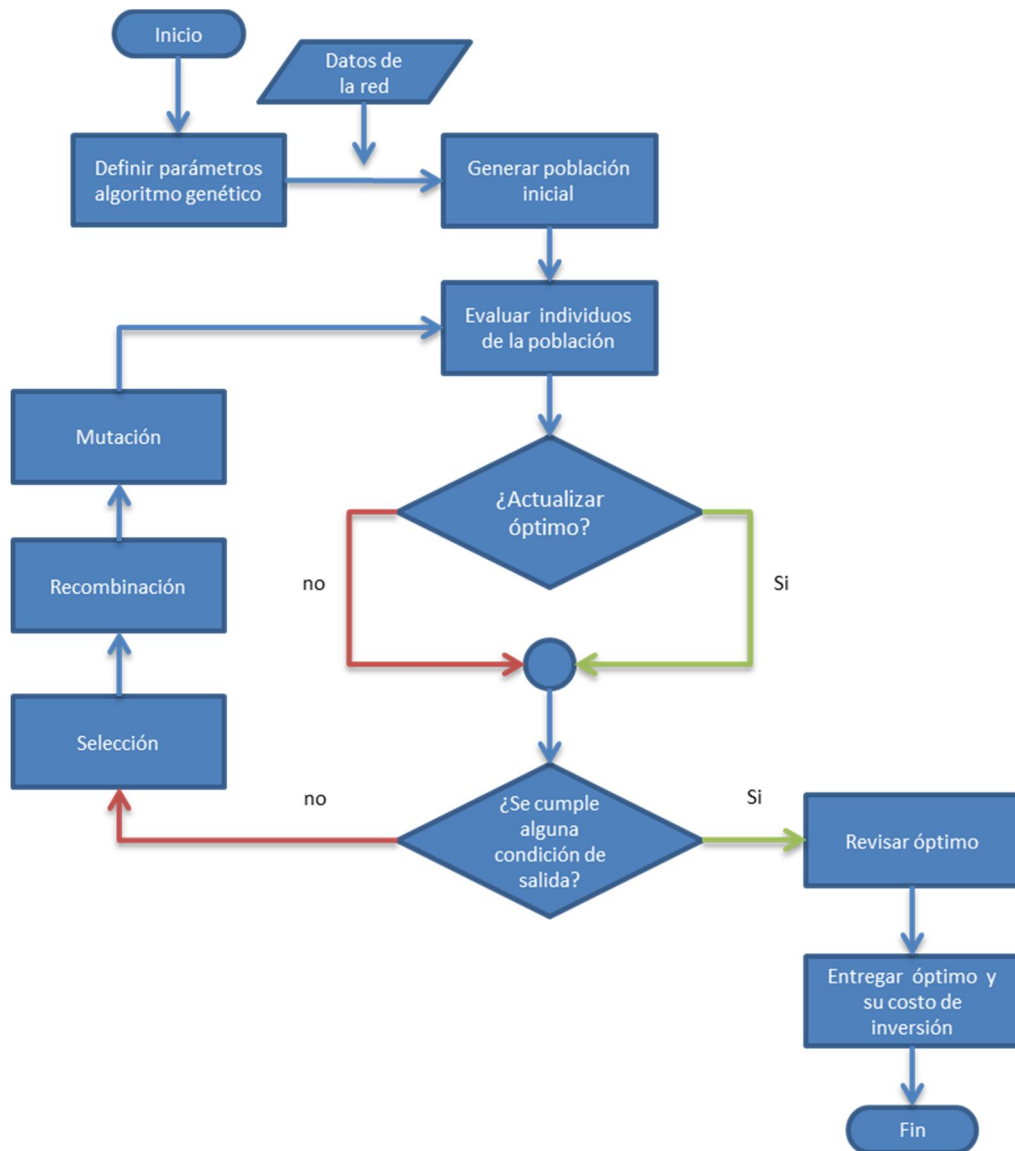 Inicio
Datos de
la red
Definir parámetros
algoritmo genético
Generar población
inicial
Evaluar individuos
de la población
Mutación
¿Actualizar
óptimo?
no
Si
Recombinación
Selección
no
¿Se cumple
alguna
condición de
salida?
Si
Revisar óptimo
Entregar óptimo y
su costo de
inversión
Fin